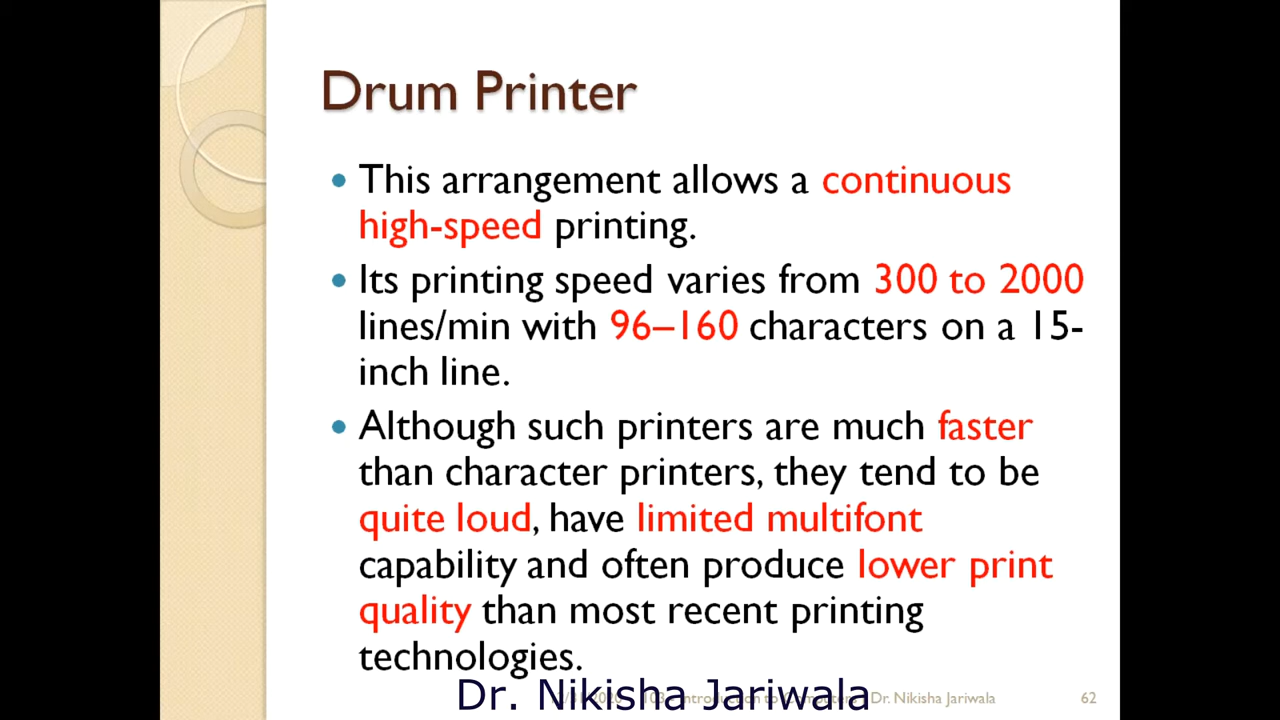 Drum Printer
• This arrangement allows a continuous
high-speed printing.
• Its printing speed varies from 300 to 2000
lines/min with 96–160 characters on a 15-
inch line.
• Although such printers are much faster
than character printers, they tend to be
quite loud, have limited multifont
capability and often produce lower print
quality than most recent printing
technologies.
Dr. Nikisha Jariwala
Introduction to Dr. Nikisha Jariwala
62